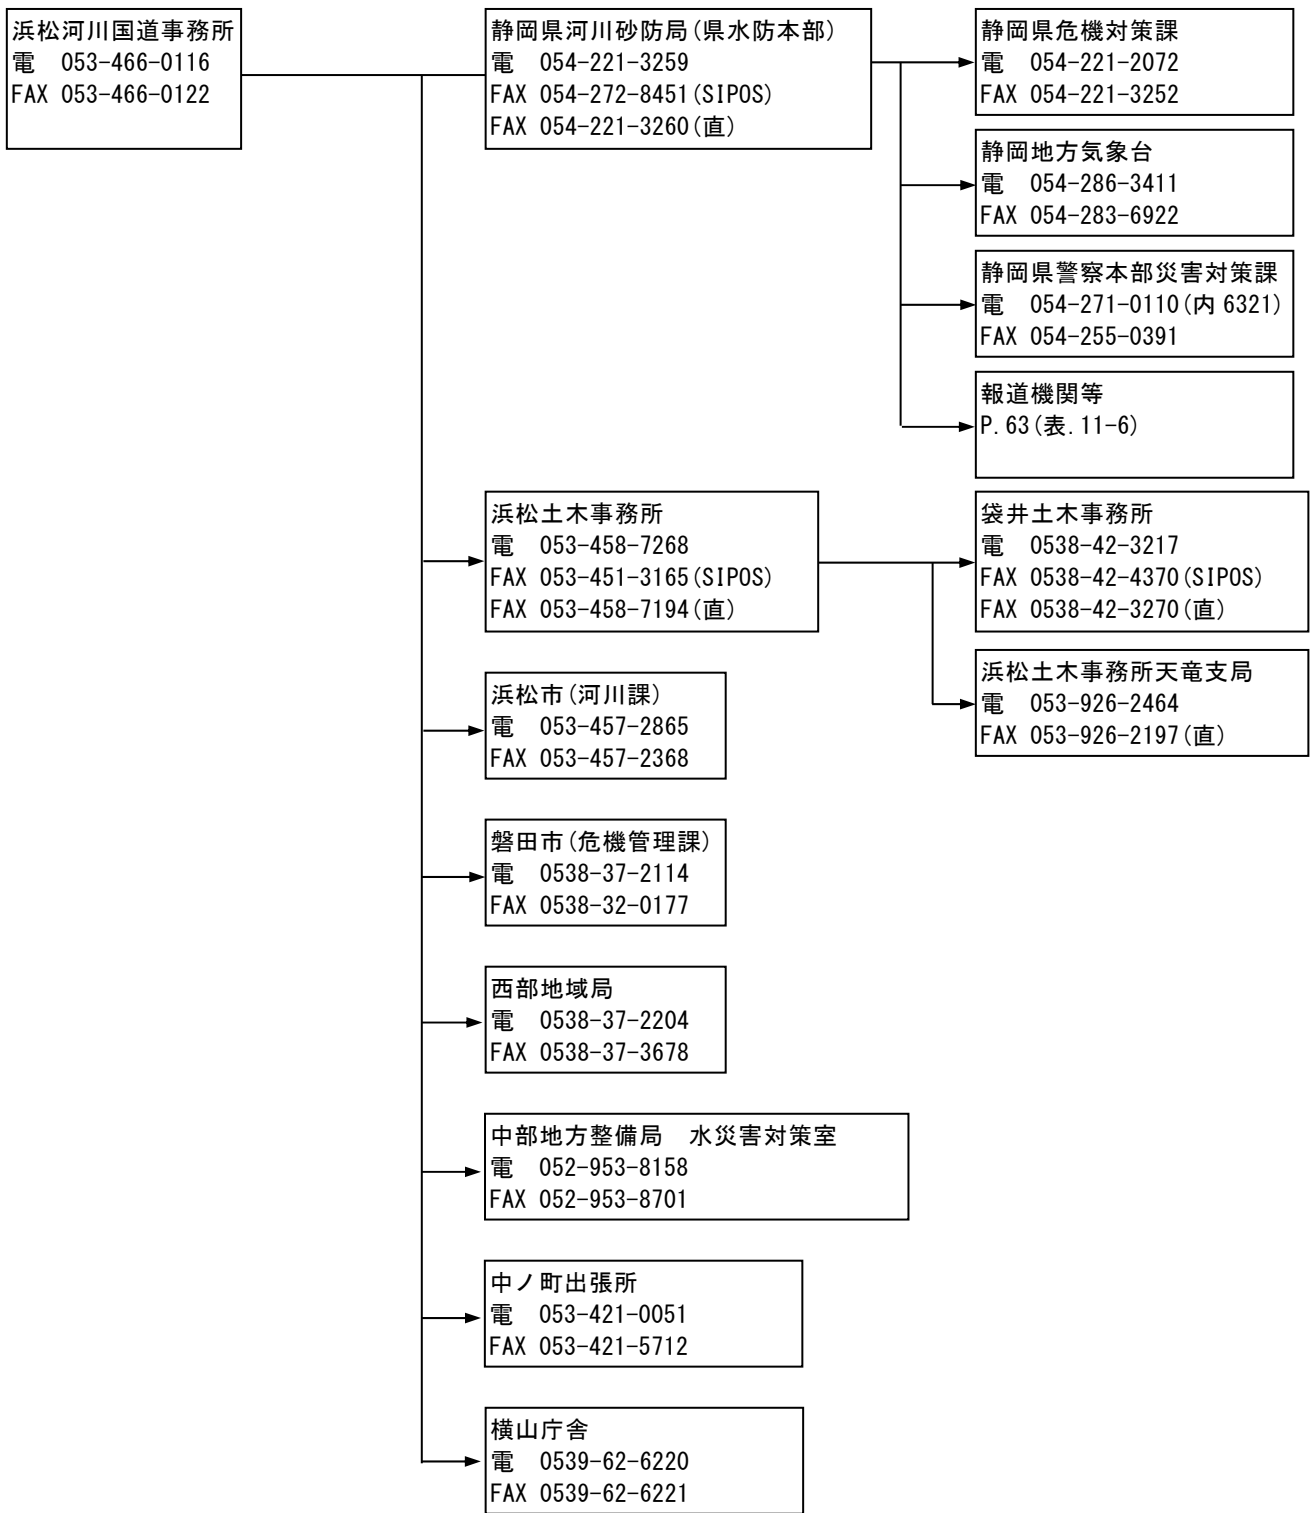 浜松河川国道事務所
電　053-466-0116
FAX 053-466-0122
静岡県河川砂防局(県水防本部)
電　054-221-3259
FAX 054-272-8451(SIPOS)
FAX 054-221-3260(直)
静岡県危機対策課
電　054-221-2072
FAX 054-221-3252
静岡地方気象台
電　054-286-3411
FAX 054-283-6922
静岡県警察本部災害対策課
電　054-271-0110(内 6321)
FAX 054-255-0391
報道機関等
P.63(表.11-6)
浜松土木事務所
電　053-458-7268
FAX 053-451-3165(SIPOS)
FAX 053-458-7194(直)
袋井土木事務所
電　0538-42-3217
FAX 0538-42-4370(SIPOS)
FAX 0538-42-3270(直)
浜松土木事務所天竜支局
電　053-926-2464
FAX 053-926-2197(直)
浜松市(河川課)
電　053-457-2865
FAX 053-457-2368
磐田市(危機管理課)
電　0538-37-2114
FAX 0538-32-0177
西部地域局
電　0538-37-2204
FAX 0538-37-3678
中部地方整備局　水災害対策室
電　052-953-8158
FAX 052-953-8701
中ノ町出張所
電　053-421-0051
FAX 053-421-5712
横山庁舎
電　0539-62-6220
FAX 0539-62-6221